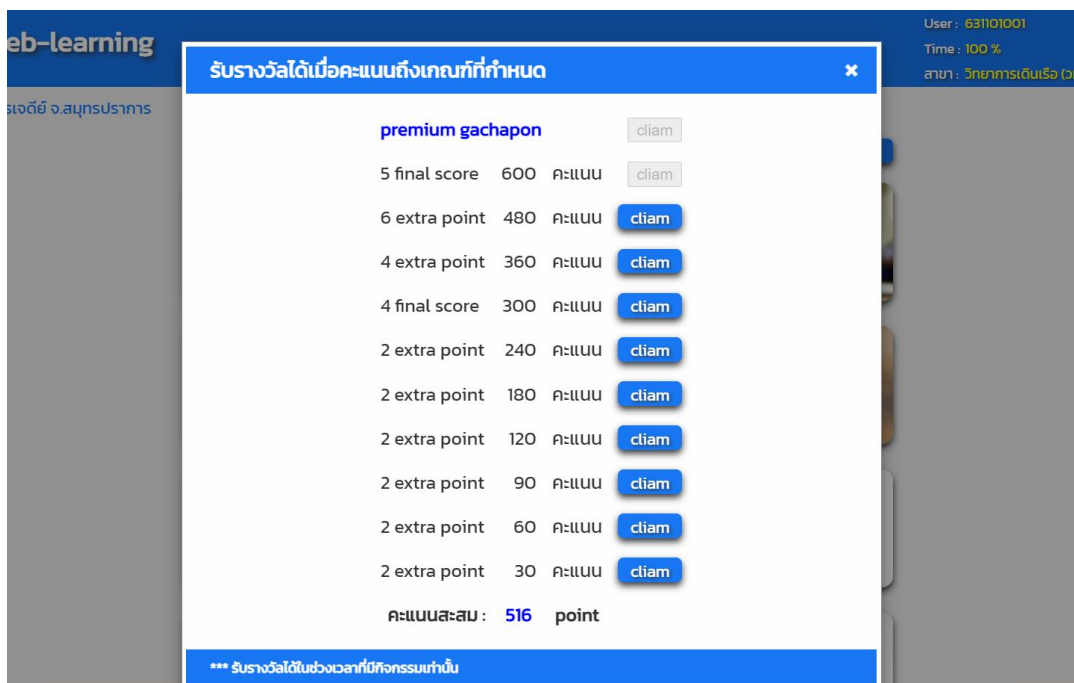 eb-learning
User : 631101001
Time : 100 %
สาขา : วิทยาการเดินเรือ (
รเจดีย์ จ.สมุทรปราการ
รับรางวัลได้เมื่อคะแนนถึงเกณฑ์ที่กำหนด ×
premium gachapon cliam
5 final score 600 คะแนน cliam
6 extra point 480 คะแนน cliam
4 extra point 360 คะแนน cliam
4 final score 300 คะแนน cliam
2 extra point 240 คะแนน cliam
2 extra point 180 คะแนน cliam
2 extra point 120 คะแนน cliam
2 extra point 90 คะแนน cliam
2 extra point 60 คะแนน cliam
2 extra point 30 คะแนน cliam
คะแนนสะสม : 516 point
*** รับรางวัลได้ในช่วงเวลาที่มีกิจกรรมเท่านั้น